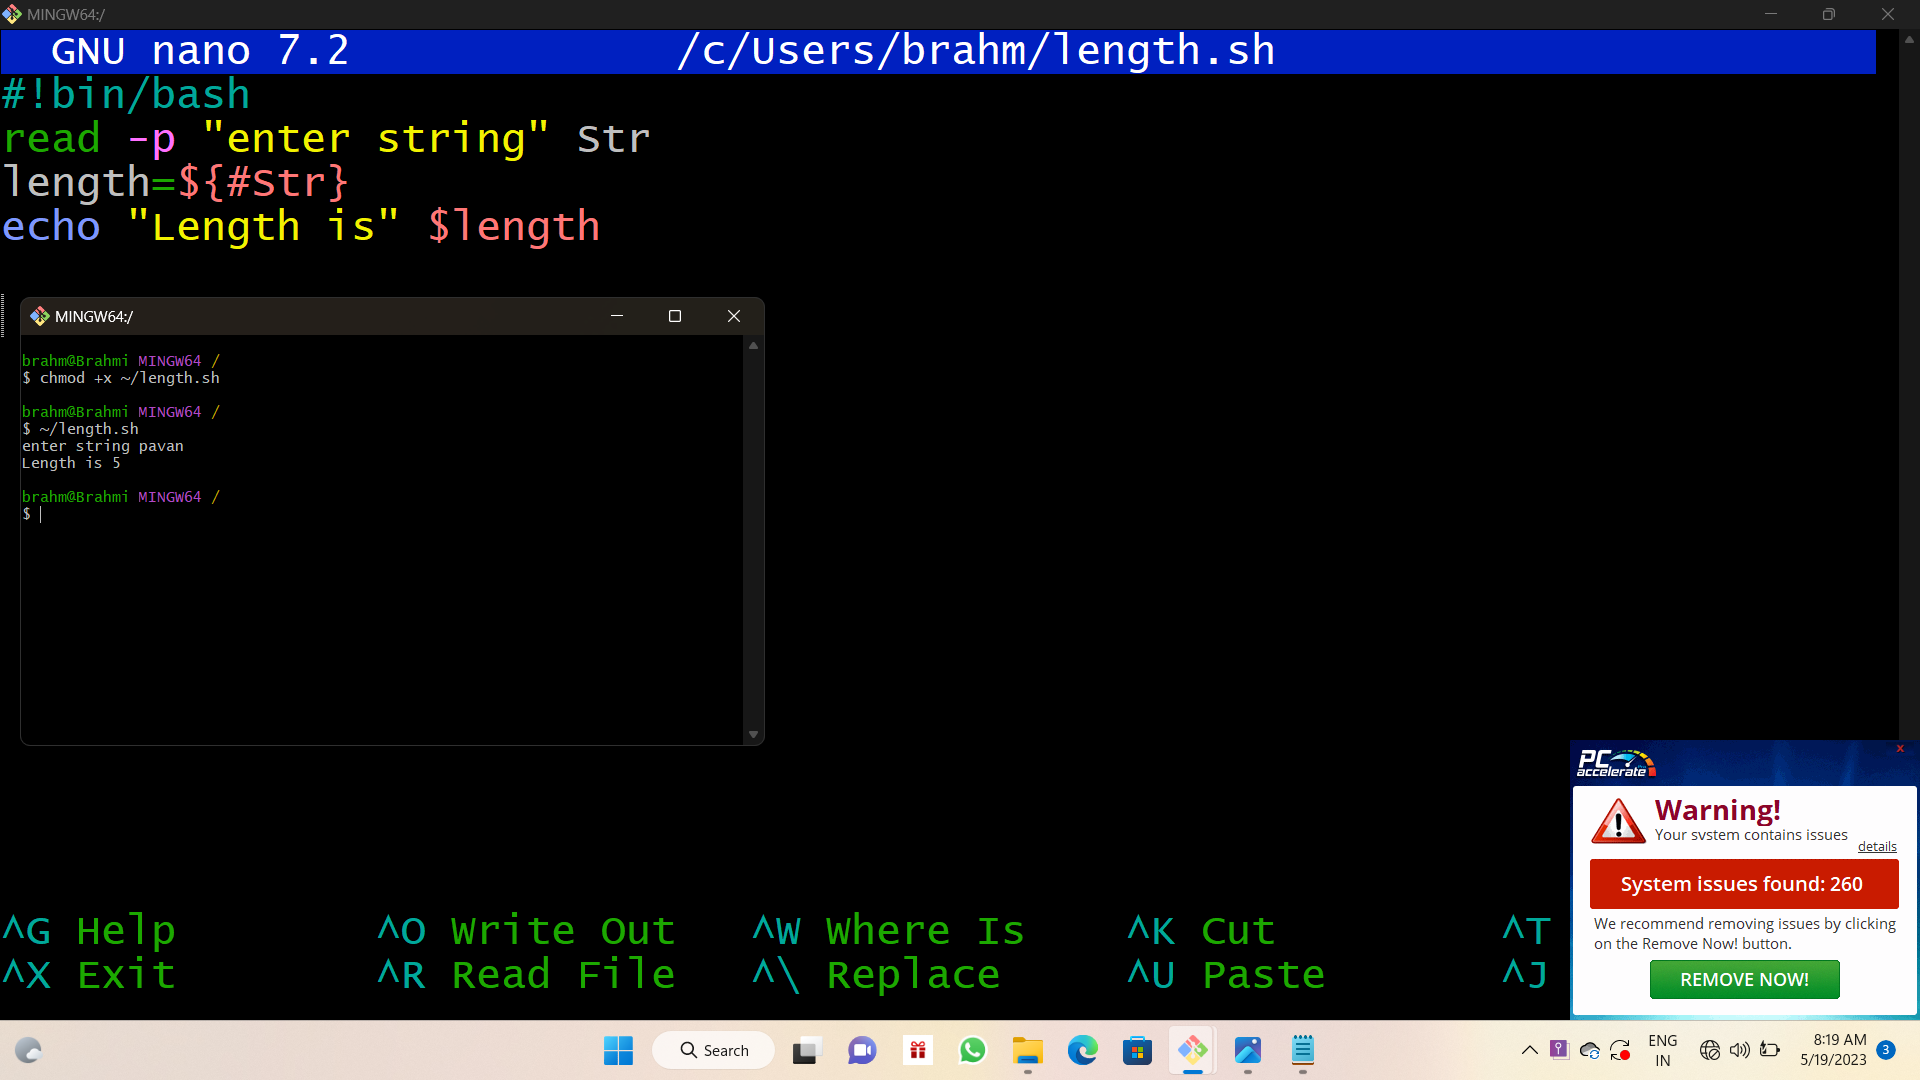 MINGW64:/
GNU nano 7.2 /c/Users/brahm/length.sh
#!bin/bash
read -p "enter string" Str
length=${#Str}
echo "Length is" $length
MINGW64:/
brahm@Brahmi MINGW64 /
$ chmod +x ~/length.sh
brahm@Brahmi MINGW64 /
$ ~/length.sh
enter string pavan
Length is 5
brahm@Brahmi MINGW64 /
$
PC accelerate
x
Warning!
Your system contains issues
details
System issues found: 260
We recommend removing issues by clicking
on the Remove Now! button.
REMOVE NOW!
^G Help ^O Write Out ^W Where Is ^K Cut ^T
^X Exit ^R Read File ^\ Replace ^U Paste ^J
Search
ENG
IN
8:19 AM
5/19/2023
3